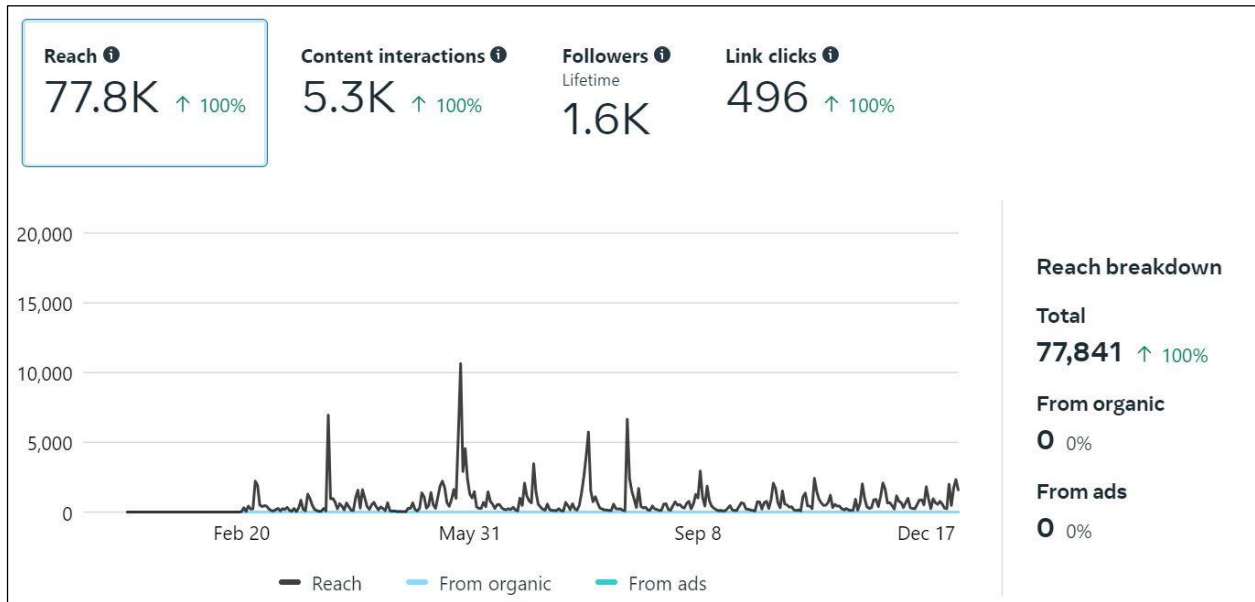 Reach
77.8K ↑ 100%
Content interactions
5.3K ↑ 100%
Followers
Lifetime
1.6K
Link clicks
496 ↑ 100%
20,000
15,000
10,000
5,000
0
Feb 20 May 31 Sep 8 Dec 17
Reach From organic From ads
Reach breakdown
Total
77,841 ↑ 100%
From organic
0 0%
From ads
0 0%